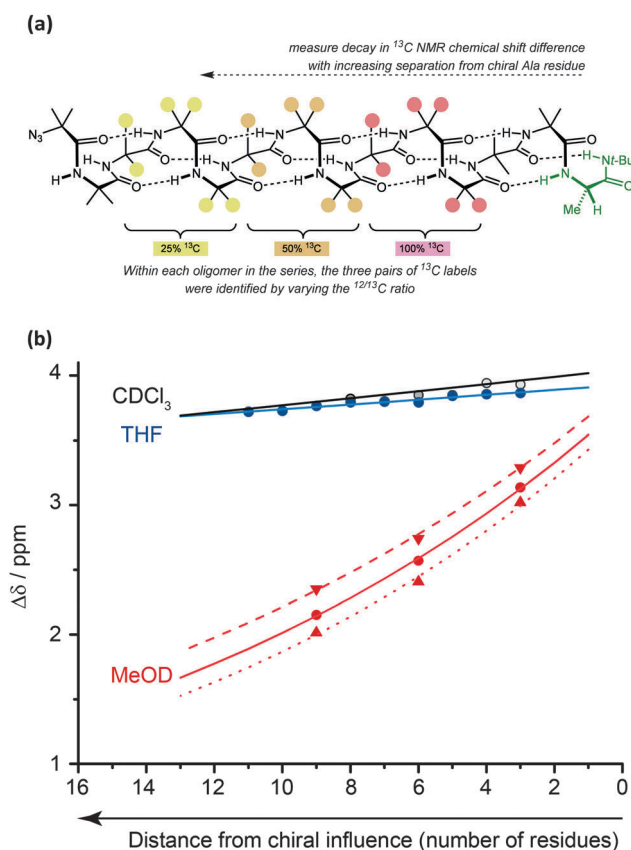 (a)
measure decay in ¹³C NMR chemical shift difference
with increasing separation from chiral Ala residue
N₃ O H N O H N O H N O H N O
H N O H N O H N O H N O H N t-Bu
N H O H N O H N O H N O H N O
Me H
25% ¹³C 50% ¹³C 100% ¹³C
Within each oligomer in the series, the three pairs of ¹³C labels
were identified by varying the ¹²/¹³C ratio
(b)
4
CDCl₃
THF
3
Δδ / ppm
2
MeOD
1
16 14 12 10 8 6 4 2 0
Distance from chiral influence (number of residues)